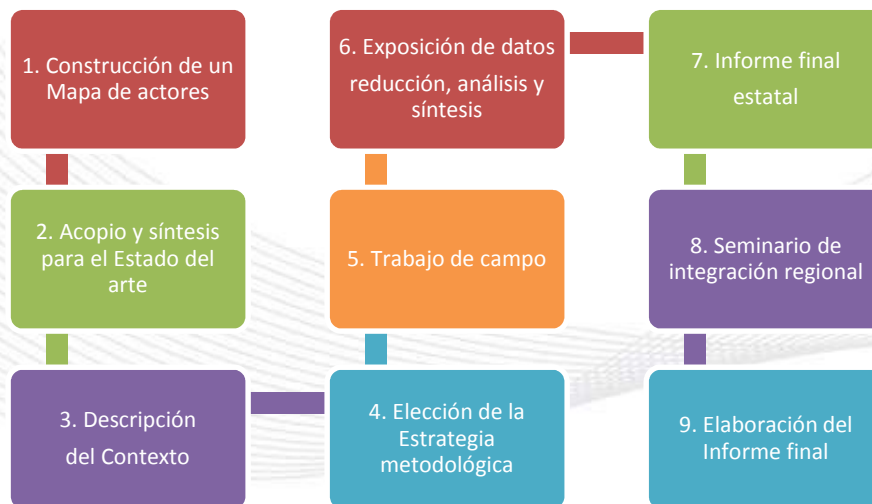 1. Construcción de un
Mapa de actores
2. Acopio y síntesis
para el Estado del
arte
3. Descripción
del Contexto
4. Elección de la
Estrategia
metodológica
5. Trabajo de campo
6. Exposición de datos
reducción, análisis y
síntesis
7. Informe final
estatal
8. Seminario de
integración regional
9. Elaboración del
Informe final